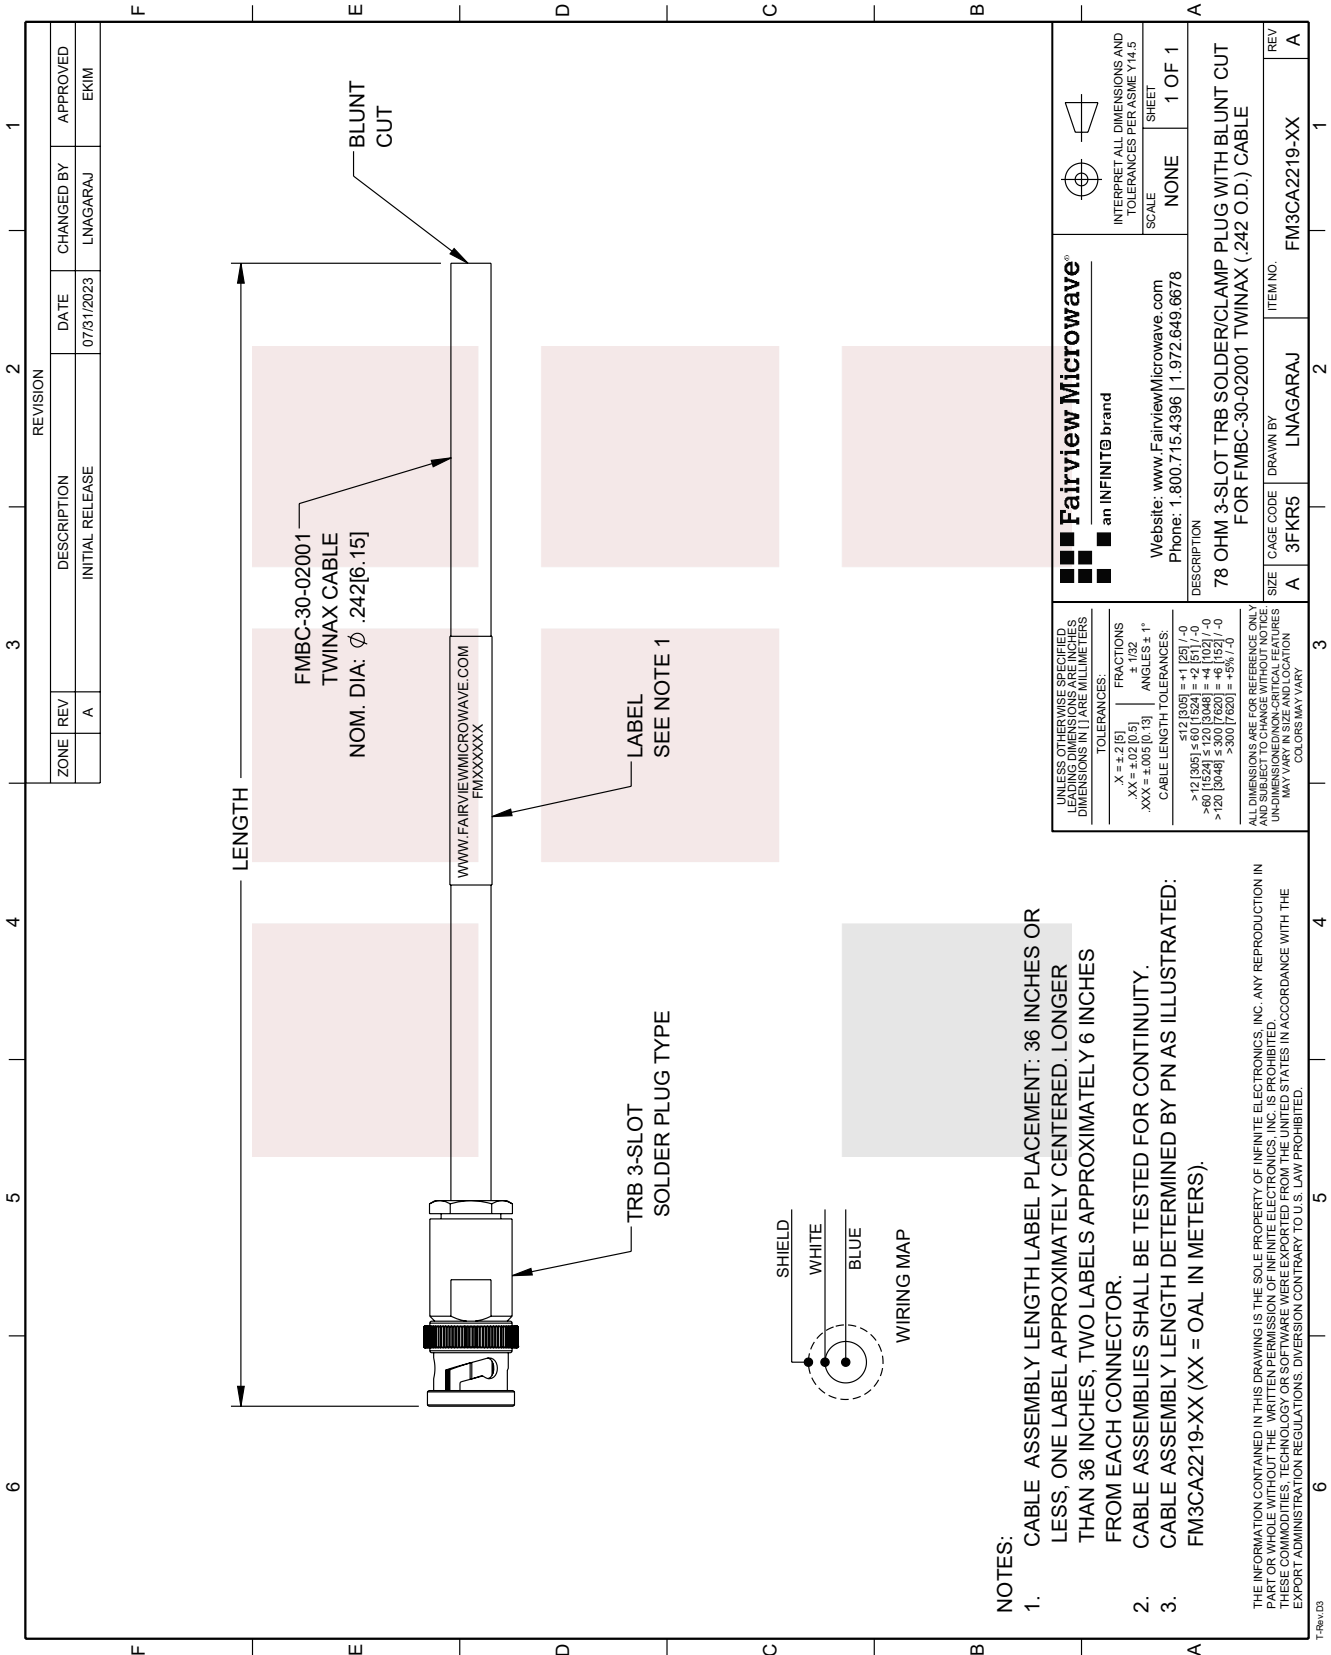 REVISION
ZONE REV DESCRIPTION DATE CHANGED BY APPROVED
A INITIAL RELEASE 07/31/2023 LNAGARAJ EKIM
6 5 4 3 2 1
F
E
D
C
B
A
LENGTH
BLUNT
CUT
FMBC-30-02001
TWINAX CABLE
NOM. DIA: Ø .242[6.15]
WWW.FAIRVIEWMICROWAVE.COM
FMXXXXXX
LABEL
SEE NOTE 1
TRB 3-SLOT
SOLDER PLUG TYPE
SHIELD
WHITE
BLUE
WIRING MAP
NOTES:
1. CABLE ASSEMBLY LENGTH LABEL PLACEMENT: 36 INCHES OR
LESS, ONE LABEL APPROXIMATELY CENTERED. LONGER
THAN 36 INCHES, TWO LABELS APPROXIMATELY 6 INCHES
FROM EACH CONNECTOR.
2. CABLE ASSEMBLIES SHALL BE TESTED FOR CONTINUITY.
3. CABLE ASSEMBLY LENGTH DETERMINED BY PN AS ILLUSTRATED:
FM3CA2219-XX (XX = OAL IN METERS).
THE INFORMATION CONTAINED IN THIS DRAWING IS THE SOLE PROPERTY OF INFINITE ELECTRONICS, INC. ANY REPRODUCTION IN
PART OR WHOLE WITHOUT THE WRITTEN PERMISSION OF INFINITE ELECTRONICS, INC. IS PROHIBITED.
THESE COMMODITIES, TECHNOLOGY OR SOFTWARE WERE EXPORTED FROM THE UNITED STATES IN ACCORDANCE WITH THE
EXPORT ADMINISTRATION REGULATIONS. DIVERSION CONTRARY TO U.S. LAW PROHIBITED.
UNLESS OTHERWISE SPECIFIED
LEADING DIMENSIONS ARE INCHES
DIMENSIONS IN [ ] ARE MILLIMETERS
TOLERANCES:
.X = ±.2 [5] FRACTIONS
.XX = ±.02 [0.5] ± 1/32
.XXX = ±.005 [0.13] ANGLES ± 1°
CABLE LENGTH TOLERANCES:
≤12 [305] = +1 [25] / -0
>12 [305] ≤ 60 [1524] = +2 [51] / -0
>60 [1524] ≤ 120 [3048] = +4 [102] / -0
>120 [3048] ≤ 300 [7620] = +6 [152] / -0
>300 [7620] = +5% / -0
ALL DIMENSIONS ARE FOR REFERENCE ONLY
AND SUBJECT TO CHANGE WITHOUT NOTICE.
UN-DIMENSIONED/NON-CRITICAL FEATURES
MAY VARY IN SIZE AND LOCATION
COLORS MAY VARY
Fairview Microwave®
an INFINITE brand
Website: www.FairviewMicrowave.com
Phone: 1.800.715.4396 | 1.972.649.6678
INTERPRET ALL DIMENSIONS AND
TOLERANCES PER ASME Y14.5
SCALE SHEET
NONE 1 OF 1
DESCRIPTION
78 OHM 3-SLOT TRB SOLDER/CLAMP PLUG WITH BLUNT CUT
FOR FMBC-30-02001 TWINAX (.242 O.D.) CABLE
SIZE CAGE CODE DRAWN BY ITEM NO. REV
A 3FKR5 LNAGARAJ FM3CA2219-XX A
F
E
D
C
B
A
6 5 4 3 2 1
T-Rev.D3